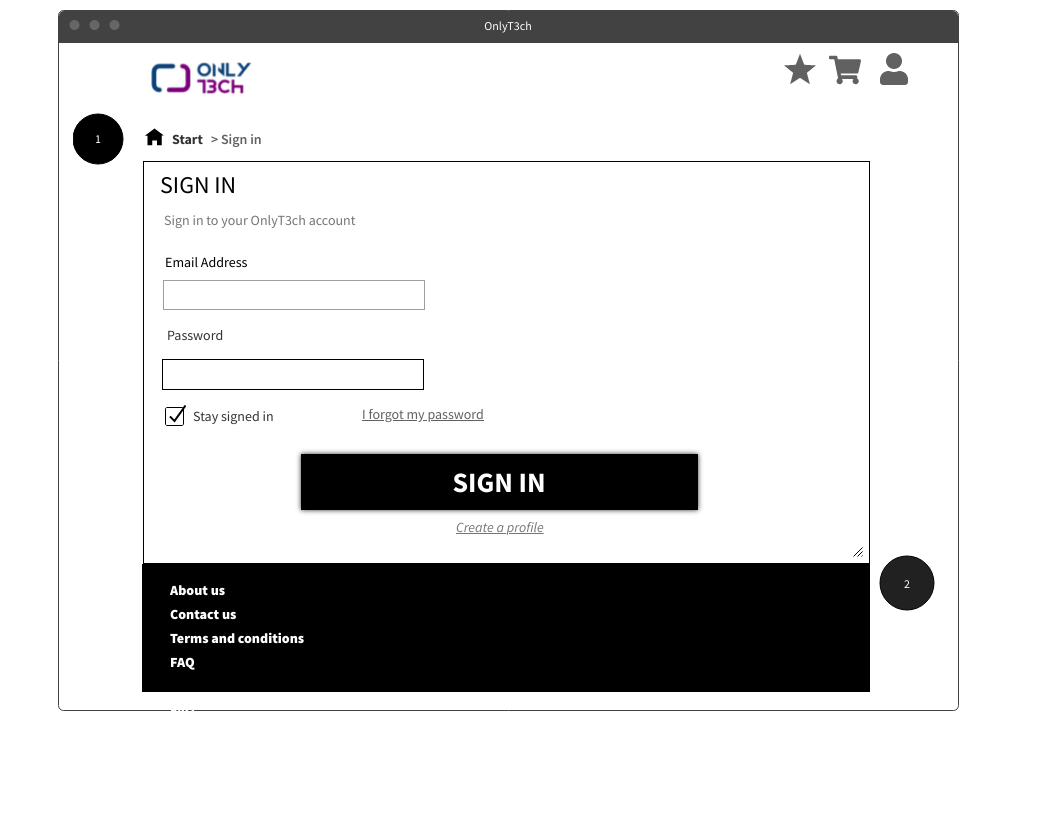 OnlyT3ch
ONLY
T3CH
1
Start > Sign in
SIGN IN
Sign in to your OnlyT3ch account
Email Address
Password
Stay signed in
I forgot my password
SIGN IN
Create a profile
2
About us
Contact us
Terms and conditions
FAQ